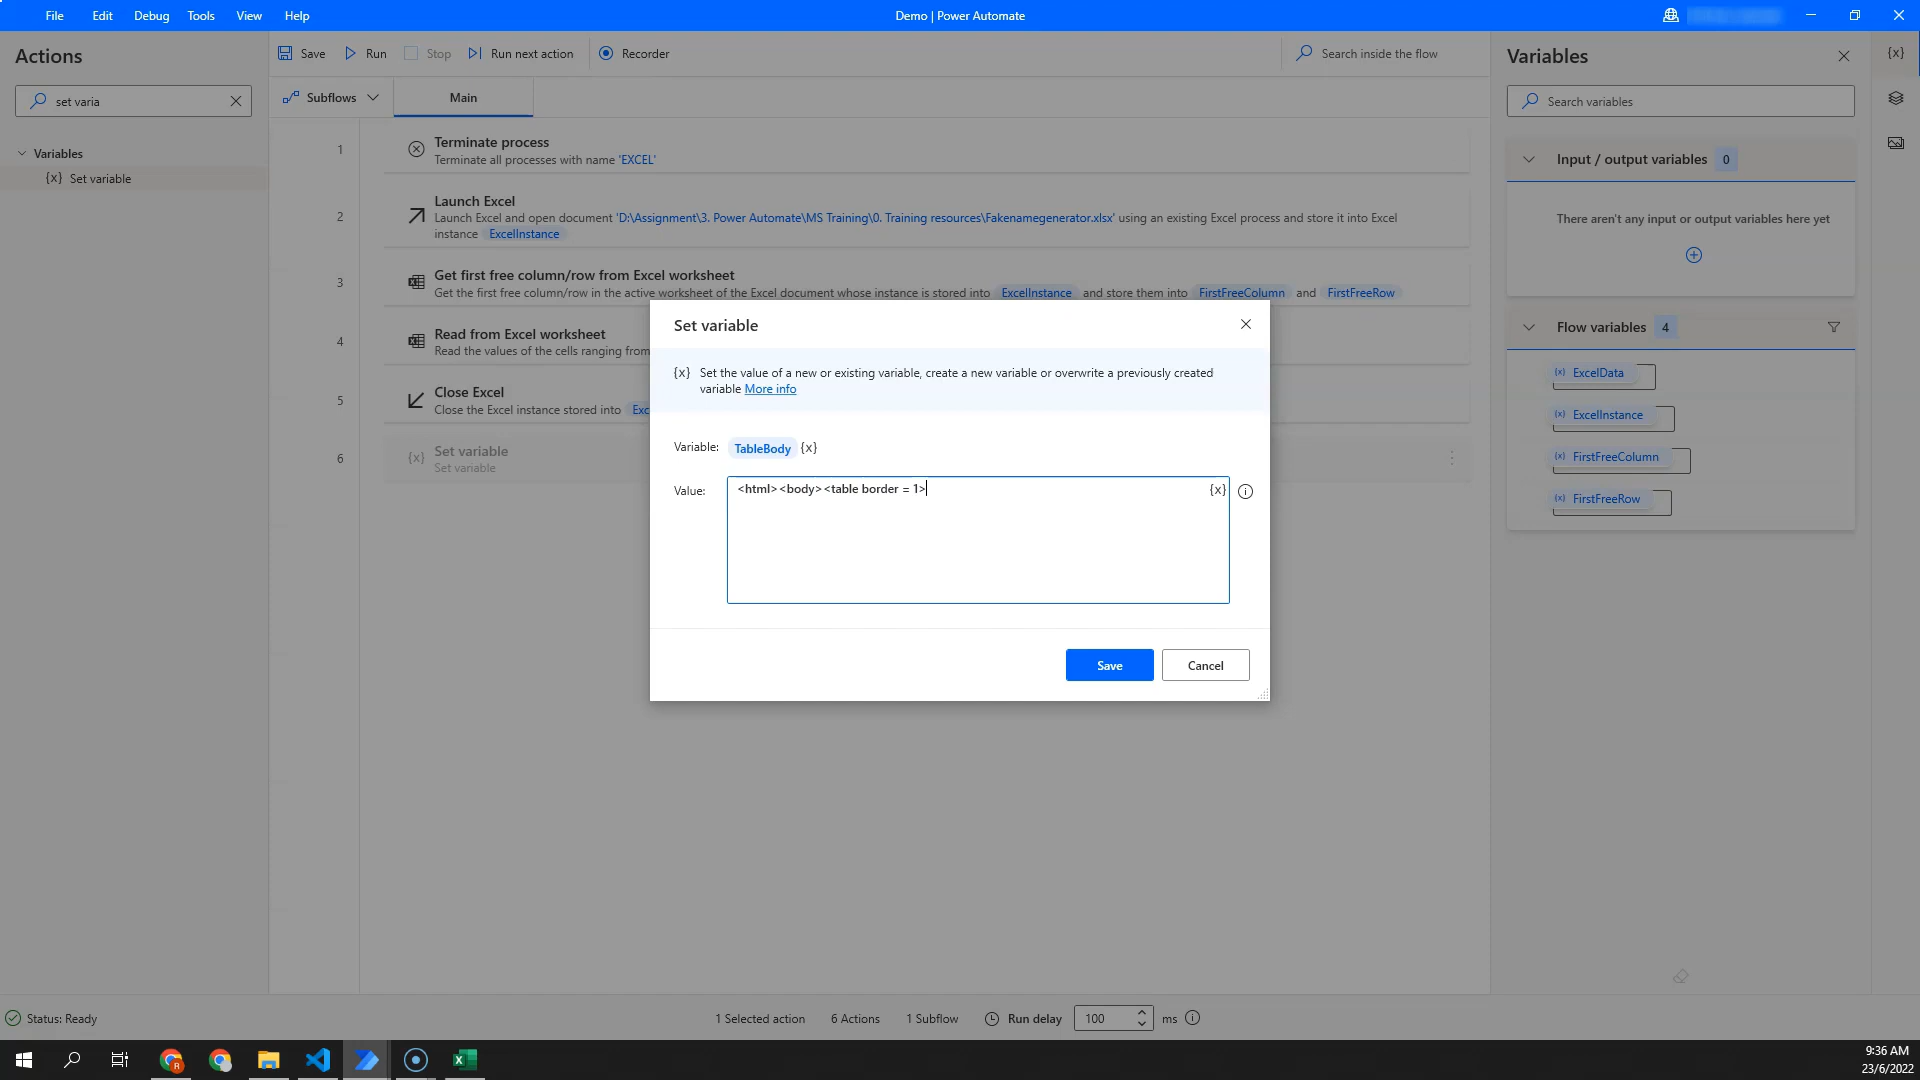 File Edit Debug Tools View Help
Demo | Power Automate
Actions
set varia
Variables
{x} Set variable
Save Run Stop Run next action Recorder
Search inside the flow
Subflows Main
1
Terminate process
Terminate all processes with name 'EXCEL'
2
Launch Excel
Launch Excel and open document 'D:\Assignment\3. Power Automate\MS Training\0. Training resources\Fakenamegenerator.xlsx' using an existing Excel process and store it into Excel
instance ExcelInstance
3
Get first free column/row from Excel worksheet
Get the first free column/row in the active worksheet of the Excel document whose instance is stored into ExcelInstance and store them into FirstFreeColumn and FirstFreeRow
4
Read from Excel worksheet
Read the values of the cells ranging from
5
Close Excel
Close the Excel instance stored into Exc
6
{x} Set variable
Set variable
Set variable
{x} Set the value of a new or existing variable, create a new variable or overwrite a previously created
variable More info
Variable: TableBody {x}
Value: <html><body><table border = 1> {x}
Save Cancel
Variables
{x}
Search variables
Input / output variables 0
There aren't any input or output variables here yet
Flow variables 4
(x) ExcelData
(x) ExcelInstance
(x) FirstFreeColumn
(x) FirstFreeRow
Status: Ready
1 Selected action 6 Actions 1 Subflow Run delay 100 ms
9:36 AM
23/6/2022